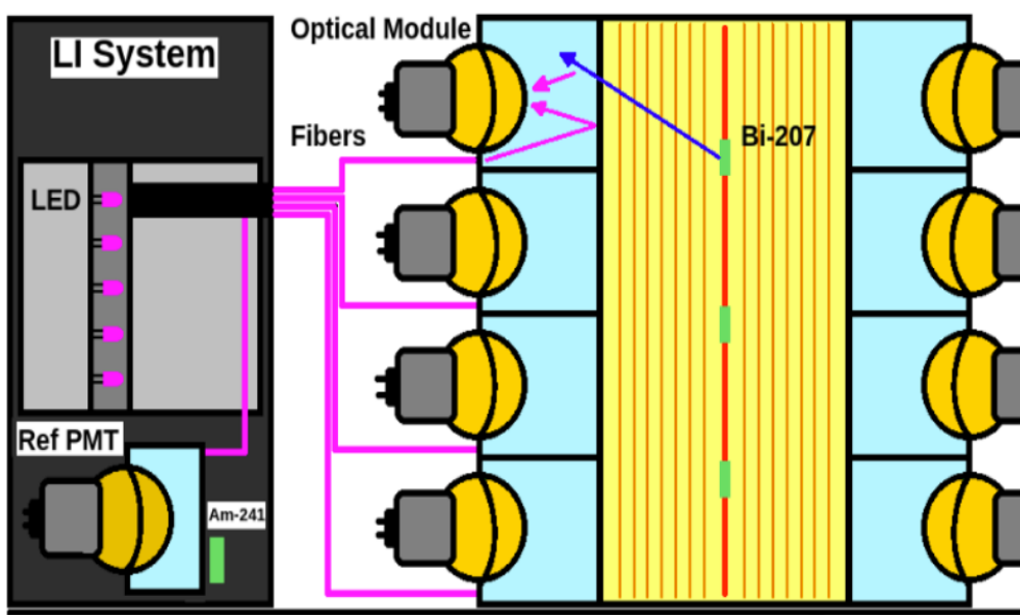 LI System
LED
Ref PMT
Am-241
Optical Module
Fibers
Bi-207